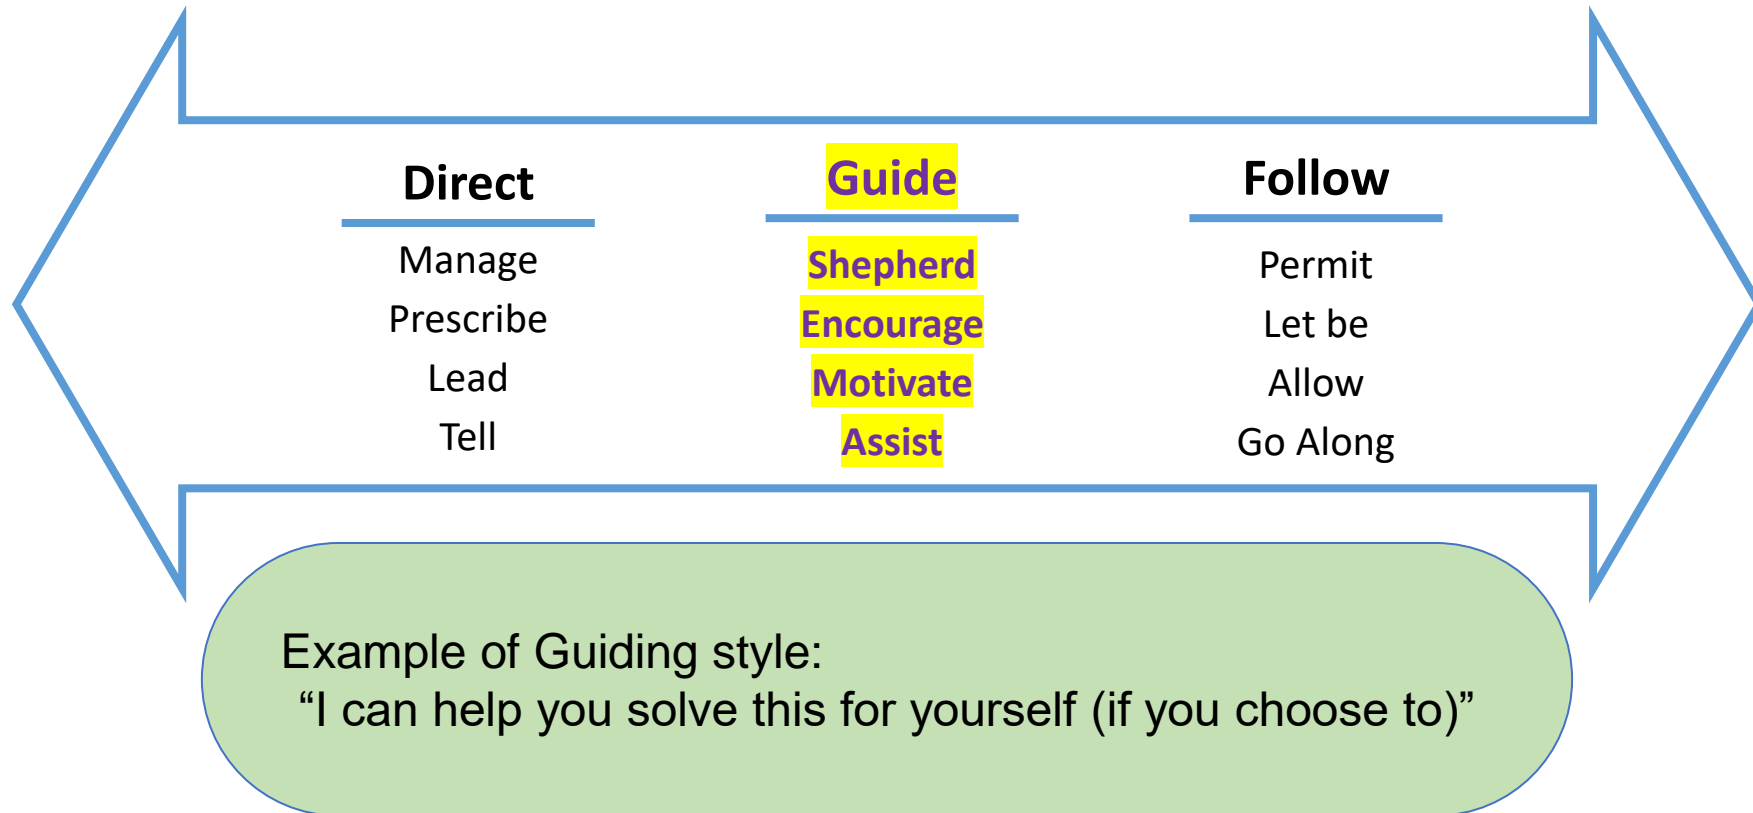 Direct
Manage
Prescribe
Lead
Tell
Guide
Shepherd
Encourage
Motivate
Assist
Follow
Permit
Let be
Allow
Go Along
Example of Guiding style:
“I can help you solve this for yourself (if you choose to)”